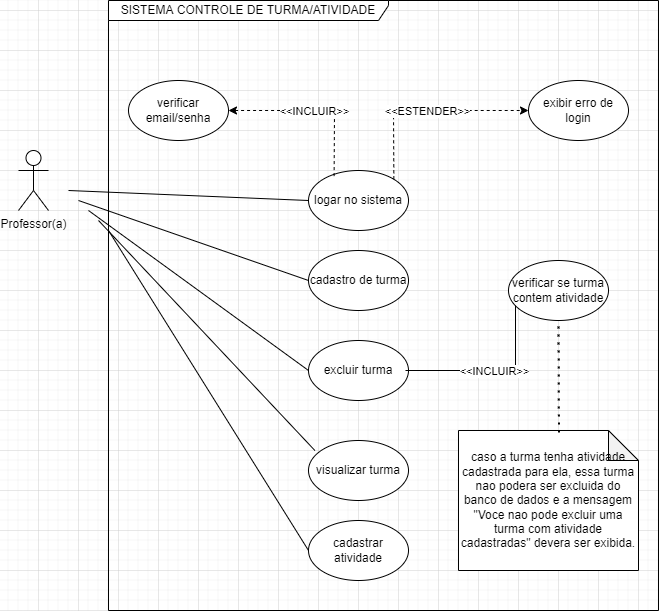 SISTEMA CONTROLE DE TURMA/ATIVIDADE
verificar
email/senha
<<INCLUIR>>
<<ESTENDER>>
exibir erro de
login
Professor(a)
logar no sistema
cadastro de turma
verificar se turma
contem atividade
excluir turma
<<INCLUIR>>
caso a turma tenha atividade
cadastrada para ela, essa turma
nao podera ser excluida do
banco de dados e a mensagem
"Voce nao pode excluir uma
turma com atividade
cadastradas" devera ser exibida.
visualizar turma
cadastrar
atividade